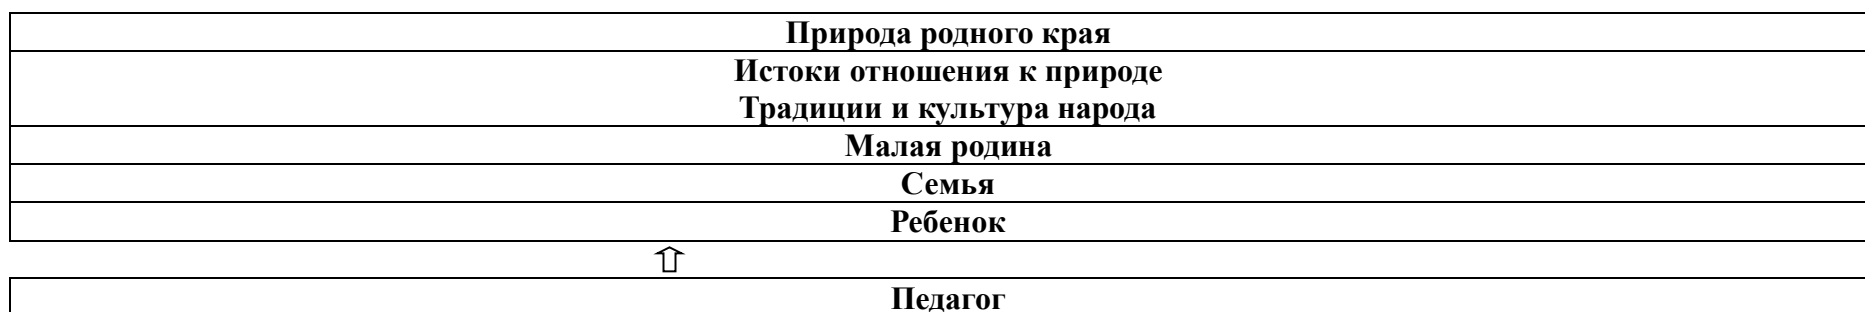 Природа родного края
Истоки отношения к природе
Традиции и культура народа
Малая родина
Семья
Ребенок
Педагог